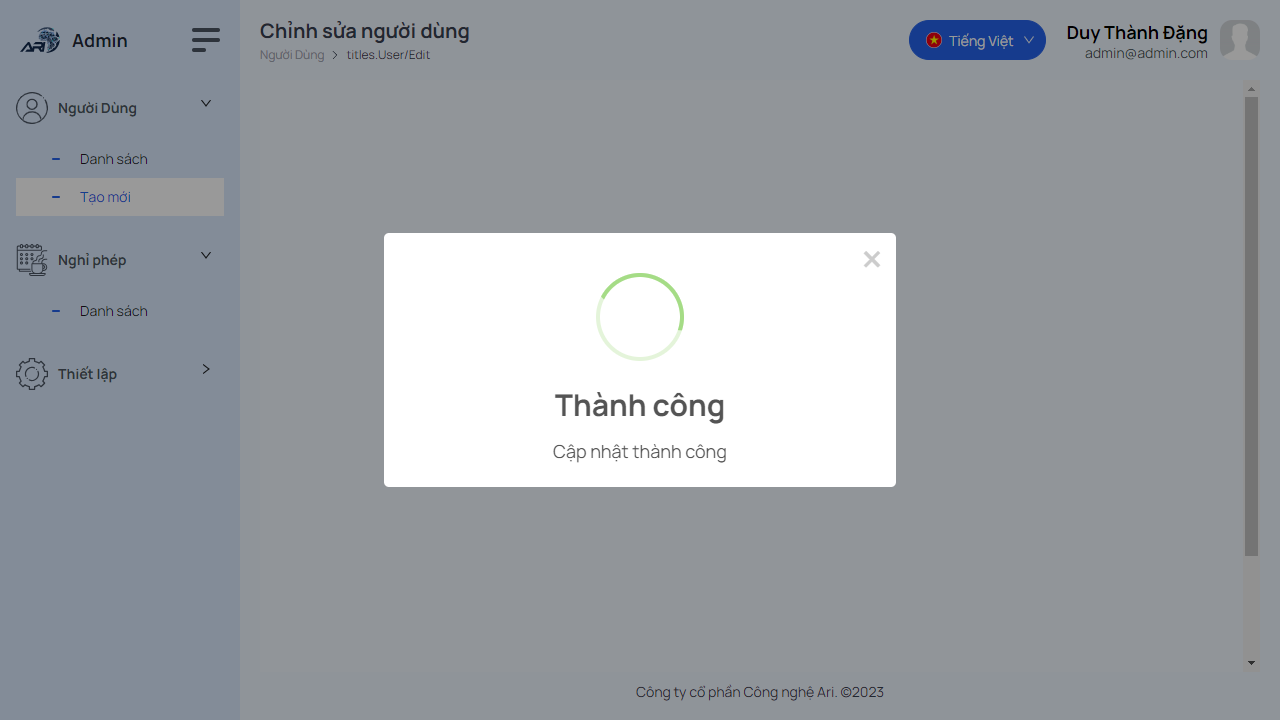 ARI
Admin
Người Dùng
Danh sách
Tạo mới
Nghỉ phép
Danh sách
Thiết lập
Chỉnh sửa người dùng
Người Dùng > titles.User/Edit
Tiếng Việt
Duy Thành Đặng
admin@admin.com
×
Thành công
Cập nhật thành công
Công ty cổ phần Công nghệ Ari. ©2023